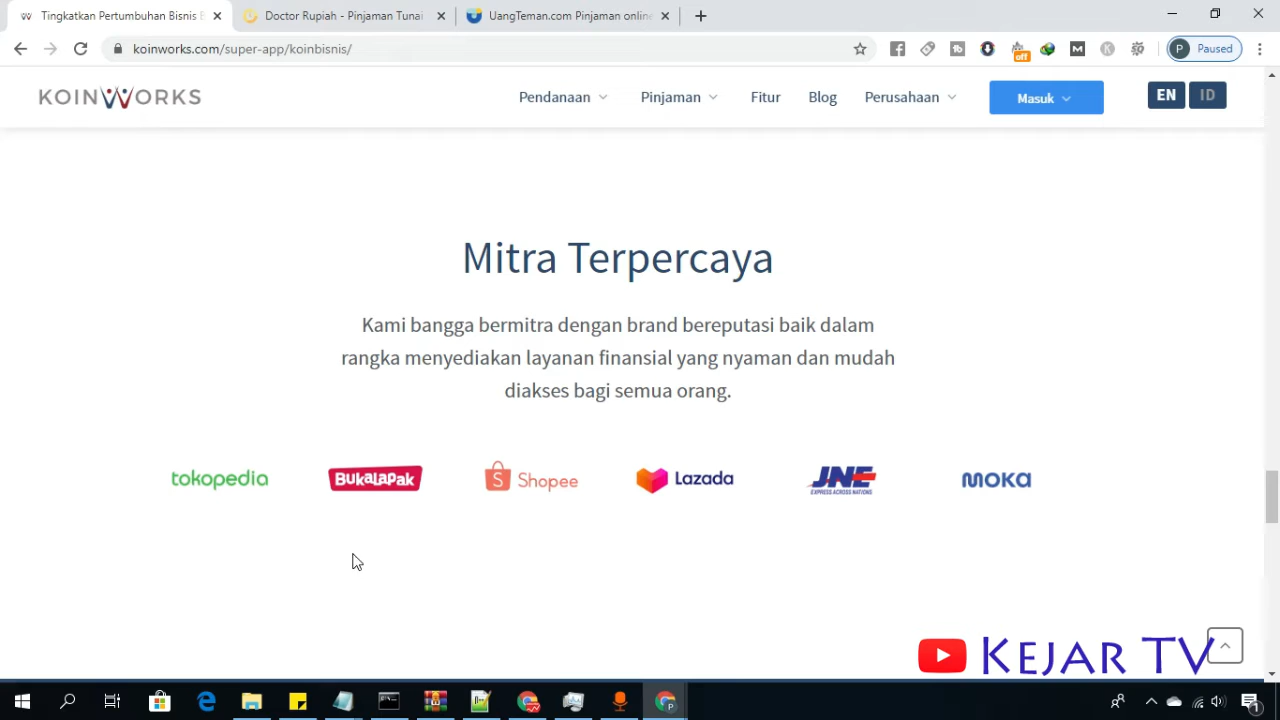 Tingkatkan Pertumbuhan Bisnis
Doctor Rupiah - Pinjaman Tunai
UangTeman.com Pinjaman online
koinworks.com/super-app/koinbisnis/
off
P Paused
KOINWORKS
Pendanaan
Pinjaman
Fitur
Blog
Perusahaan
Masuk
EN
ID
Mitra Terpercaya
Kami bangga bermitra dengan brand bereputasi baik dalam
rangka menyediakan layanan finansial yang nyaman dan mudah
diakses bagi semua orang.
tokopedia
BukaLapak
Shopee
Lazada
JNE
EXPRESS ACROSS NATIONS
MOKA
KEJAR TV